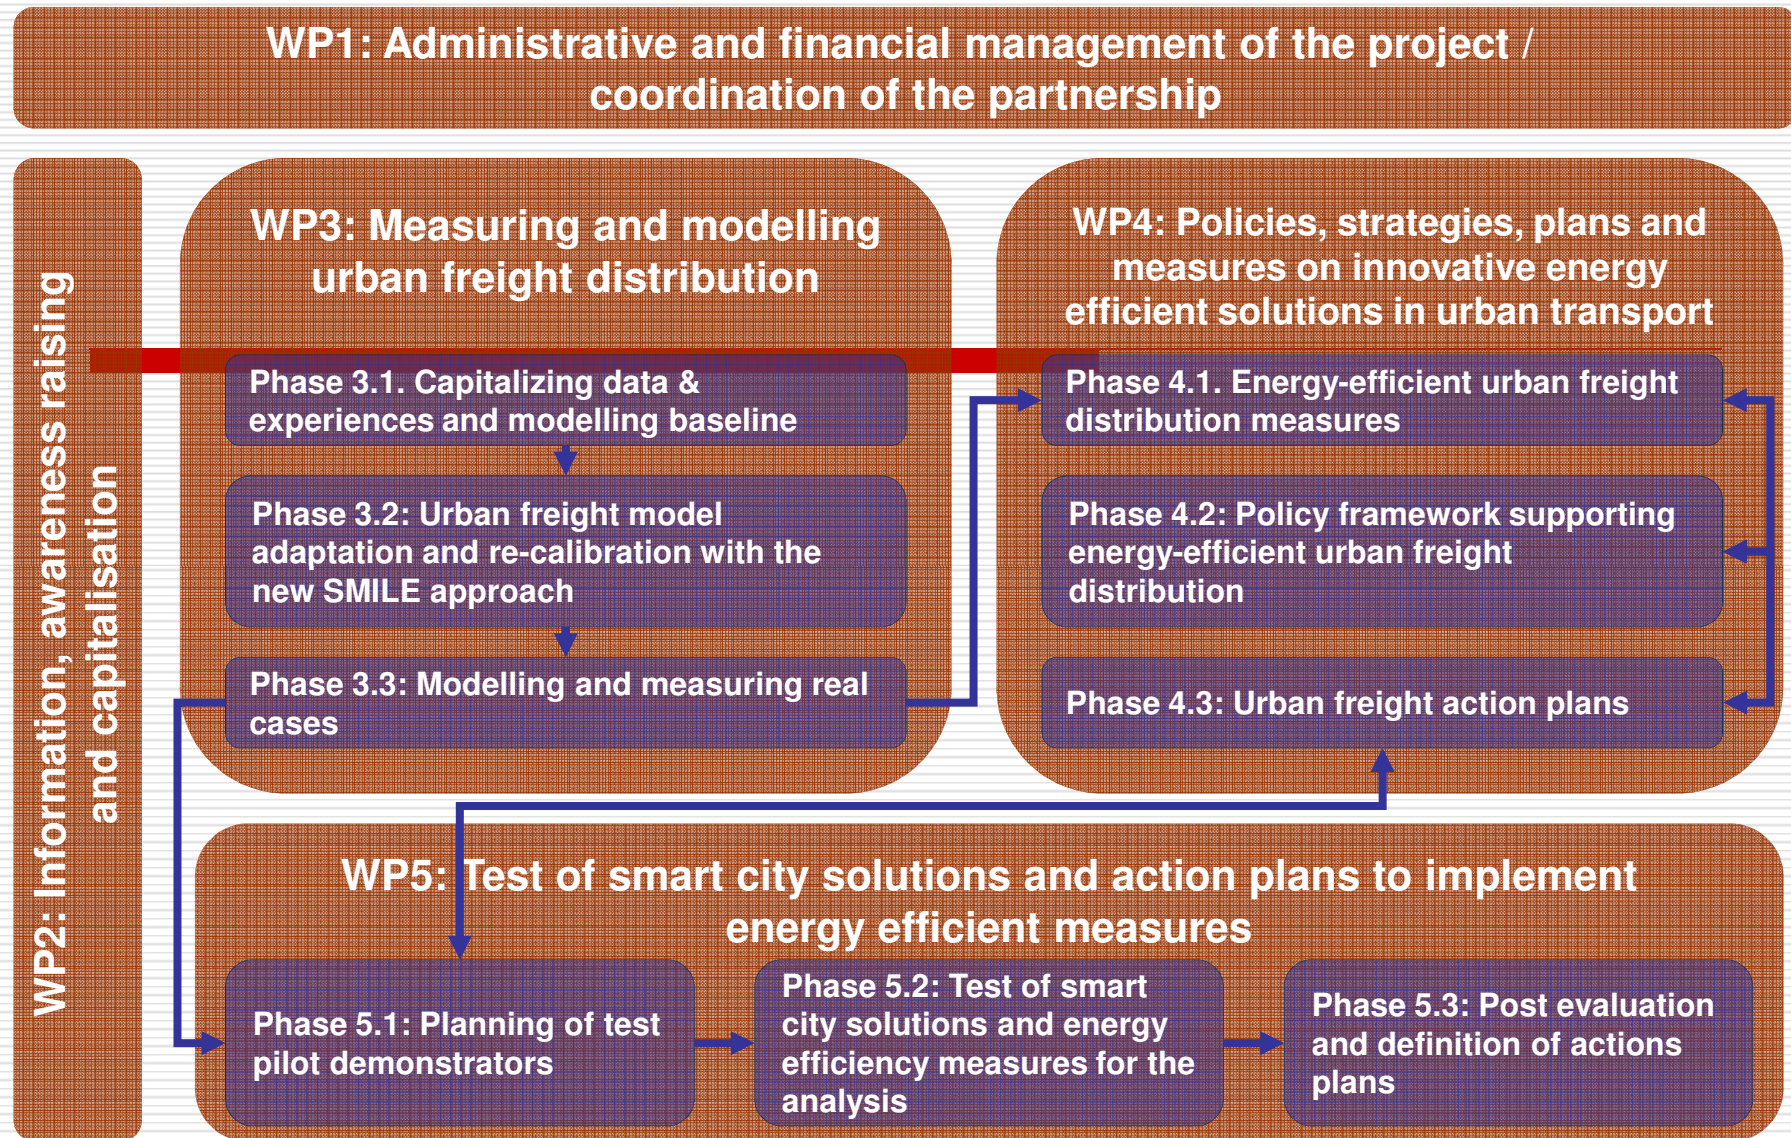 WP1: Administrative and financial management of the project /
coordination of the partnership
WP2: Information, awareness raising
and capitalisation
WP3: Measuring and modelling
urban freight distribution
Phase 3.1. Capitalizing data &
experiences and modelling baseline
Phase 3.2: Urban freight model
adaptation and re-calibration with the
new SMILE approach
Phase 3.3: Modelling and measuring real
cases
WP4: Policies, strategies, plans and
measures on innovative energy
efficient solutions in urban transport
Phase 4.1. Energy-efficient urban freight
distribution measures
Phase 4.2: Policy framework supporting
energy-efficient urban freight
distribution
Phase 4.3: Urban freight action plans
WP5: Test of smart city solutions and action plans to implement
energy efficient measures
Phase 5.1: Planning of test
pilot demonstrators
Phase 5.2: Test of smart
city solutions and energy
efficiency measures for the
analysis
Phase 5.3: Post evaluation
and definition of actions
plans